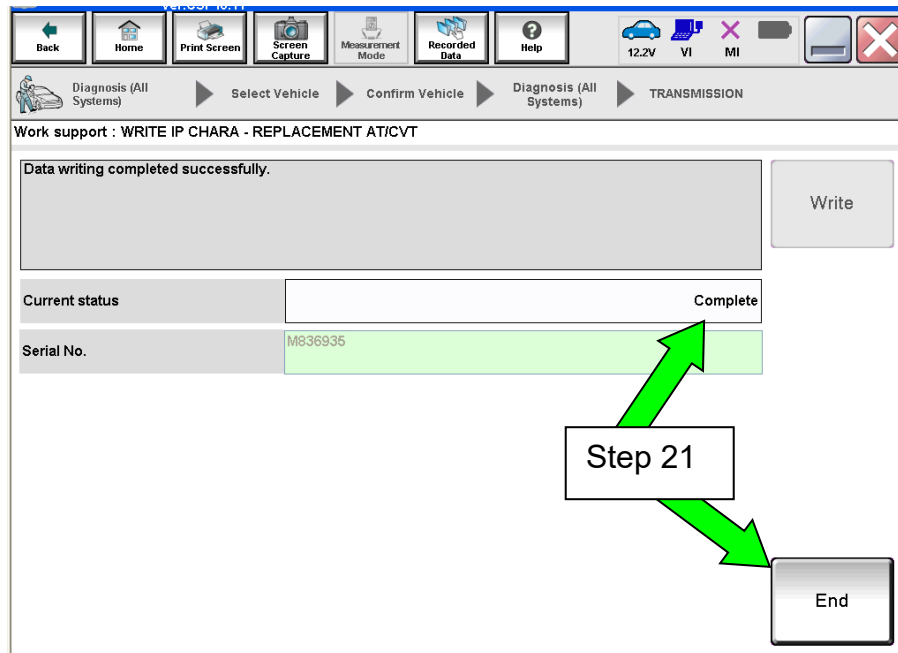 Back
Home
Print Screen
Screen
Capture
Measurement
Mode
Recorded
Data
Help
12.2V
VI
MI
Diagnosis (All
Systems)
Select Vehicle
Confirm Vehicle
Diagnosis (All
Systems)
TRANSMISSION
Work support : WRITE IP CHARA - REPLACEMENT AT/CVT
Data writing completed successfully.
Write
Current status
Complete
Serial No.
M836935
Step 21
End